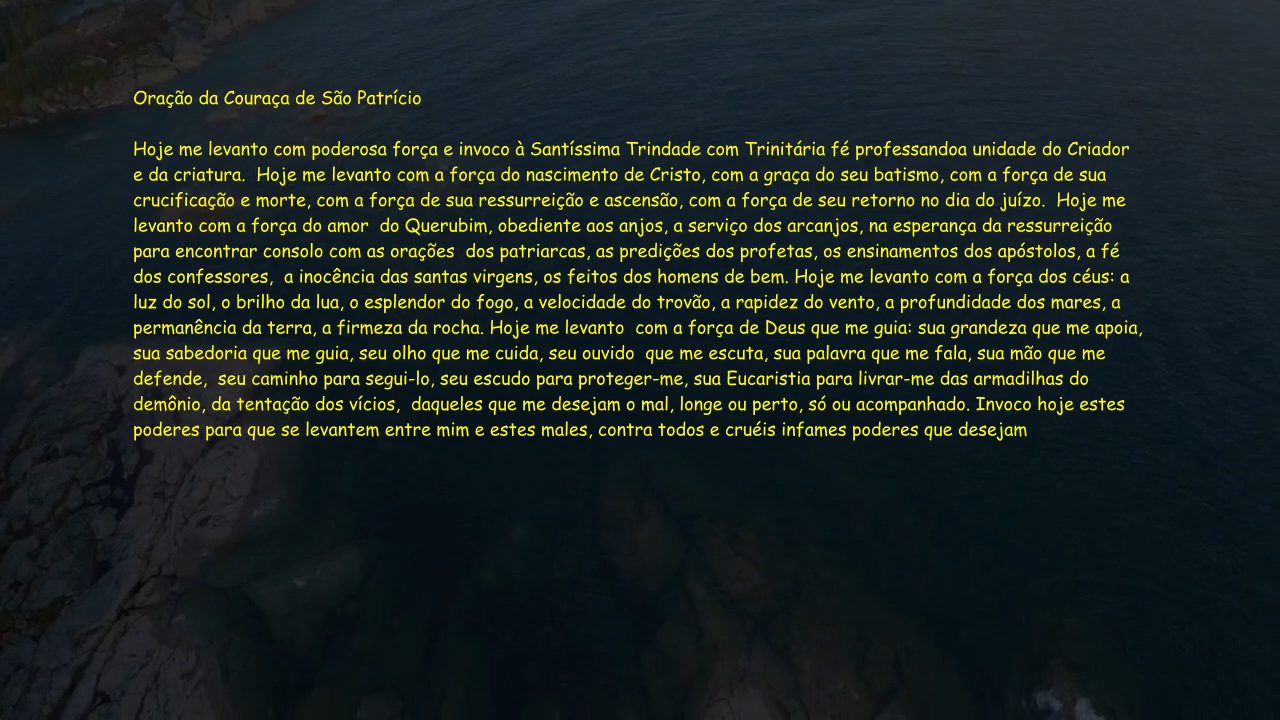 Oração da Couraça de São Patrício
Hoje me levanto com poderosa força e invoco à Santíssima Trindade com Trinitária fé professandoa unidade do Criador
e da criatura.  Hoje me levanto com a força do nascimento de Cristo, com a graça do seu batismo, com a força de sua
crucificação e morte, com a força de sua ressurreição e ascensão, com a força de seu retorno no dia do juízo.  Hoje me
levanto com a força do amor  do Querubim, obediente aos anjos, a serviço dos arcanjos, na esperança da ressurreição
para encontrar consolo com as orações  dos patriarcas, as predições dos profetas, os ensinamentos dos apóstolos, a fé
dos confessores,  a inocência das santas virgens, os feitos dos homens de bem. Hoje me levanto com a força dos céus: a
luz do sol, o brilho da lua, o esplendor do fogo, a velocidade do trovão, a rapidez do vento, a profundidade dos mares, a
permanência da terra, a firmeza da rocha. Hoje me levanto  com a força de Deus que me guia: sua grandeza que me apoia,
sua sabedoria que me guia, seu olho que me cuida, seu ouvido  que me escuta, sua palavra que me fala, sua mão que me
defende,  seu caminho para segui-lo, seu escudo para proteger-me, sua Eucaristia para livrar-me das armadilhas do
demônio, da tentação dos vícios,  daqueles que me desejam o mal, longe ou perto, só ou acompanhado. Invoco hoje estes
poderes para que se levantem entre mim e estes males, contra todos e cruéis infames poderes que desejam